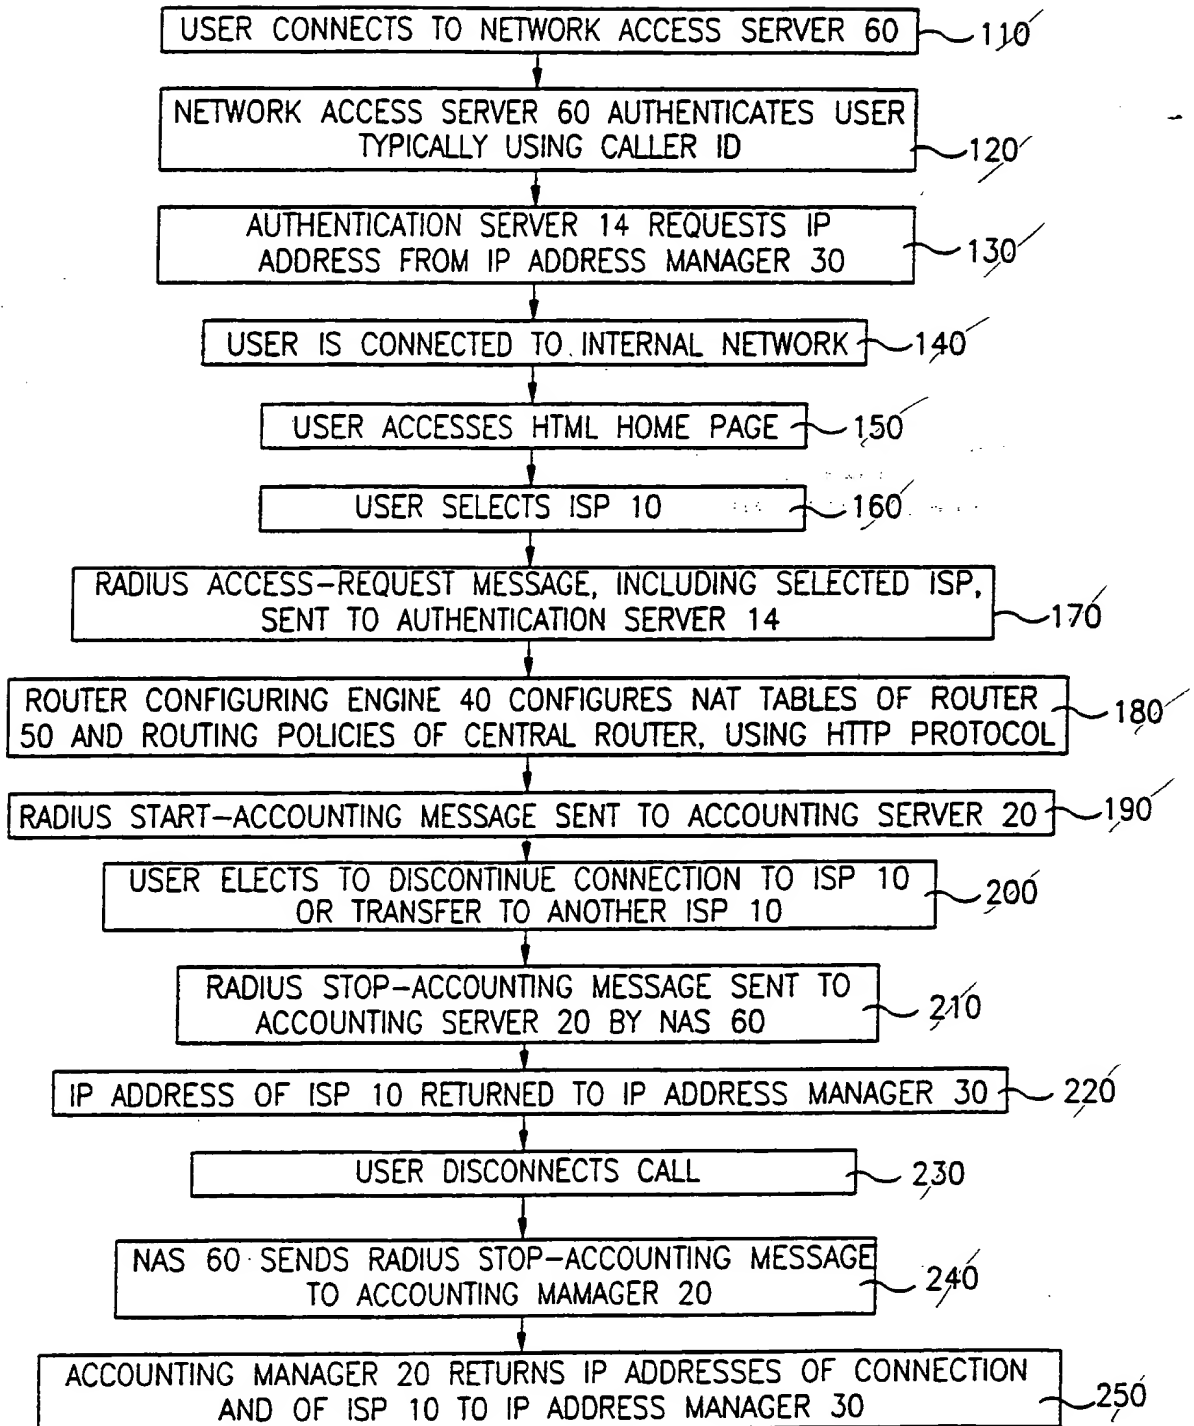 USER CONNECTS TO NETWORK ACCESS SERVER 60
110
NETWORK ACCESS SERVER 60 AUTHENTICATES USER
TYPICALLY USING CALLER ID
120
AUTHENTICATION SERVER 14 REQUESTS IP
ADDRESS FROM IP ADDRESS MANAGER 30
130
USER IS CONNECTED TO INTERNAL NETWORK
140
USER ACCESSES HTML HOME PAGE
150
USER SELECTS ISP 10
160
RADIUS ACCESS-REQUEST MESSAGE, INCLUDING SELECTED ISP,
SENT TO AUTHENTICATION SERVER 14
170
ROUTER CONFIGURING ENGINE 40 CONFIGURES NAT TABLES OF ROUTER
50 AND ROUTING POLICIES OF CENTRAL ROUTER, USING HTTP PROTOCOL
180
RADIUS START-ACCOUNTING MESSAGE SENT TO ACCOUNTING SERVER 20
190
USER ELECTS TO DISCONTINUE CONNECTION TO ISP 10
OR TRANSFER TO ANOTHER ISP 10
200
RADIUS STOP-ACCOUNTING MESSAGE SENT TO
ACCOUNTING SERVER 20 BY NAS 60
210
IP ADDRESS OF ISP 10 RETURNED TO IP ADDRESS MANAGER 30
220
USER DISCONNECTS CALL
230
NAS 60 SENDS RADIUS STOP-ACCOUNTING MESSAGE
TO ACCOUNTING MAMAGER 20
240
ACCOUNTING MANAGER 20 RETURNS IP ADDRESSES OF CONNECTION
AND OF ISP 10 TO IP ADDRESS MANAGER 30
250